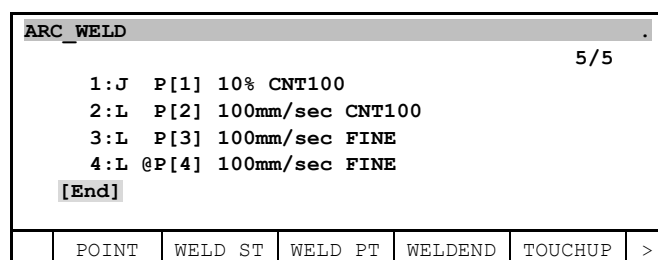 ARC_WELD .
5/5
1:J P[1] 10% CNT100
2:L P[2] 100mm/sec CNT100
3:L P[3] 100mm/sec FINE
4:L @P[4] 100mm/sec FINE
[End]
POINT WELD ST WELD PT WELDEND TOUCHUP >